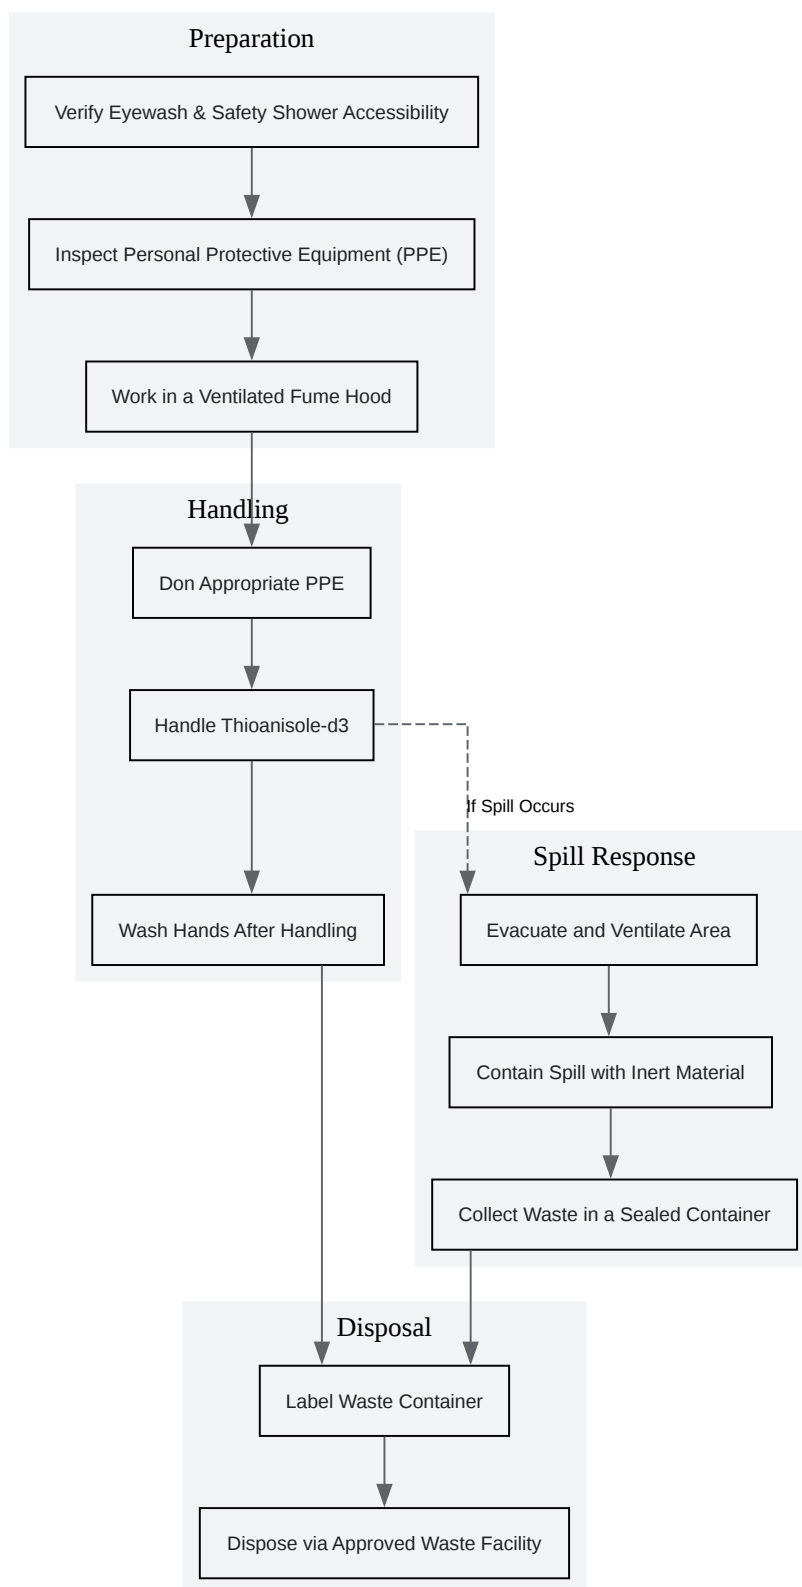 Preparation
Verify Eyewash & Safety Shower Accessibility
Inspect Personal Protective Equipment (PPE)
Work in a Ventilated Fume Hood
Handling
Don Appropriate PPE
Handle Thioanisole-d3
If Spill Occurs
Spill Response
Wash Hands After Handling
Evacuate and Ventilate Area
Contain Spill with Inert Material
Collect Waste in a Sealed Container
Disposal
Label Waste Container
Dispose via Approved Waste Facility